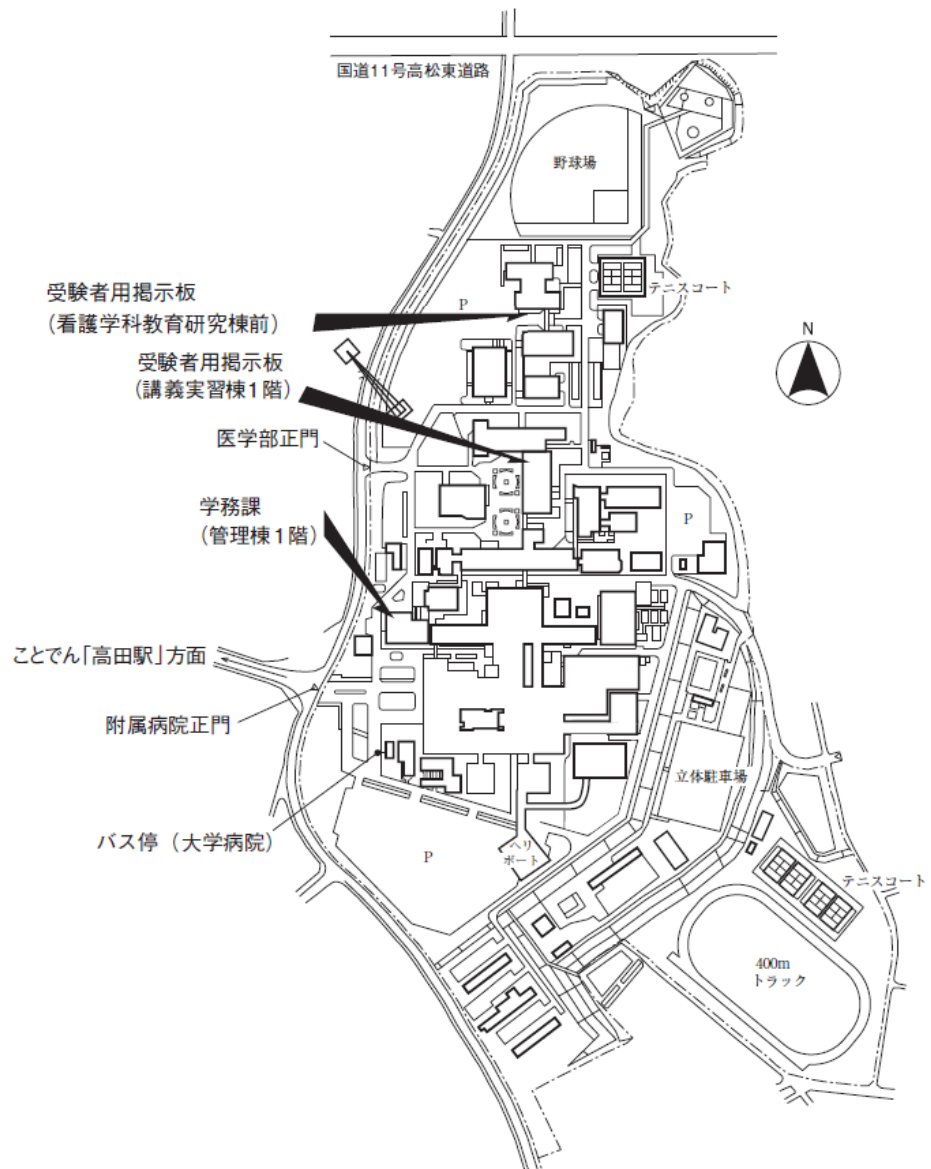 国道11号高松東道路
野球場
テニスコート
受験者用掲示板
(看護学科教育研究棟前)
P
N
受験者用掲示板
(講義実習棟1階)
医学部正門
学務課
(管理棟1階)
P
ことでん「高田駅」方面
附属病院正門
立体駐車場
バス停(大学病院)
P
ヘリ
ポート
テニスコート
400m
トラック